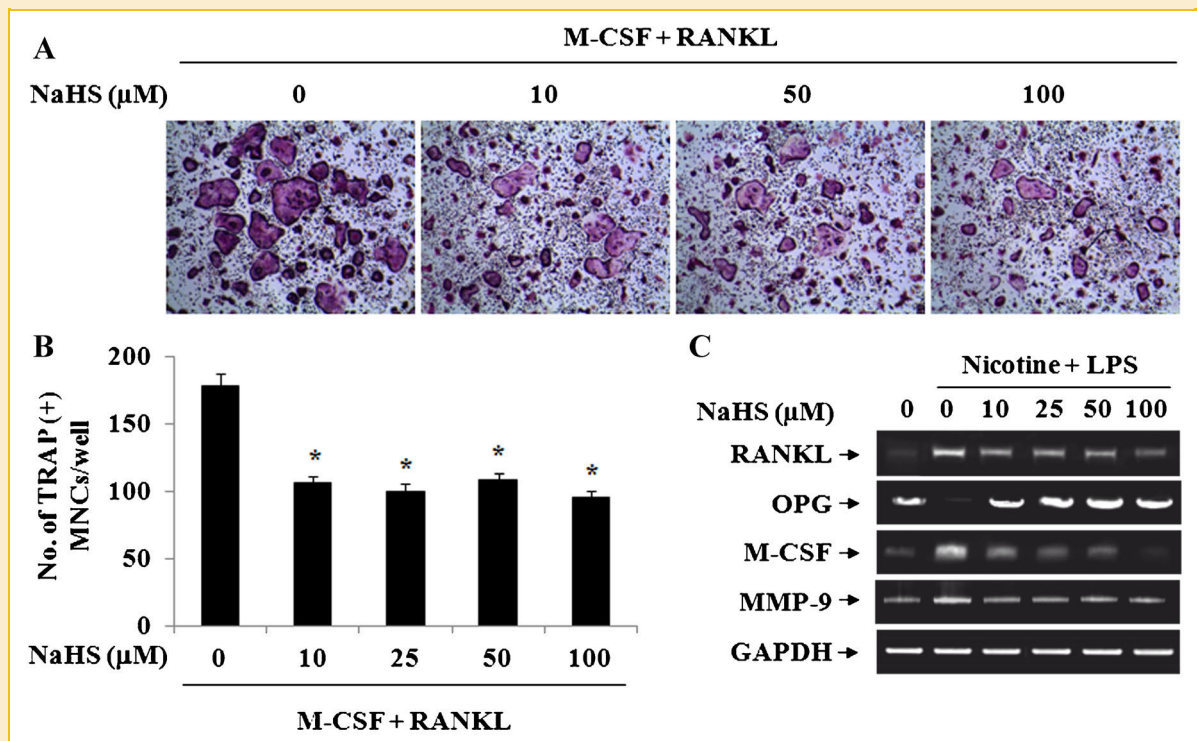 A
M-CSF + RANKL
NaHS (μM) 0 10 50 100
B
No. of TRAP (+)
MNCs/well
200
150
100
50
0
* * * *
NaHS (μM) 0 10 25 50 100
M-CSF + RANKL
C
Nicotine + LPS
NaHS (μM) 0 0 10 25 50 100
RANKL
OPG
M-CSF
MMP-9
GAPDH